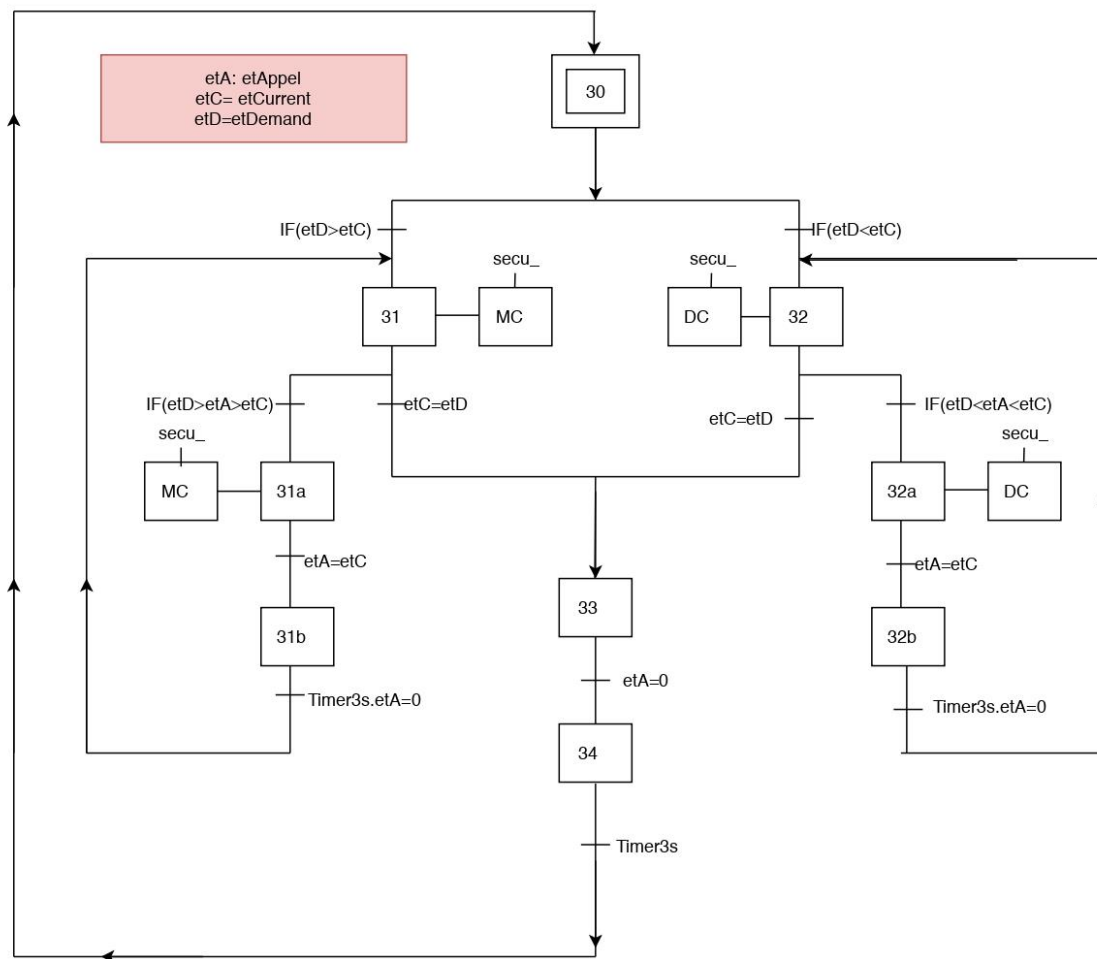 etA: etAppel
etC= etCurrent
etD=etDemand
30
IF(etD>etC)
IF(etD<etC)
secu_
secu_
31
MC
DC
32
IF(etD>etA>etC)
etC=etD
etC=etD
IF(etD<etA<etC)
secu_
secu_
MC
31a
32a
DC
etA=etC
etA=etC
33
31b
32b
etA=0
Timer3s.etA=0
Timer3s.etA=0
34
Timer3s